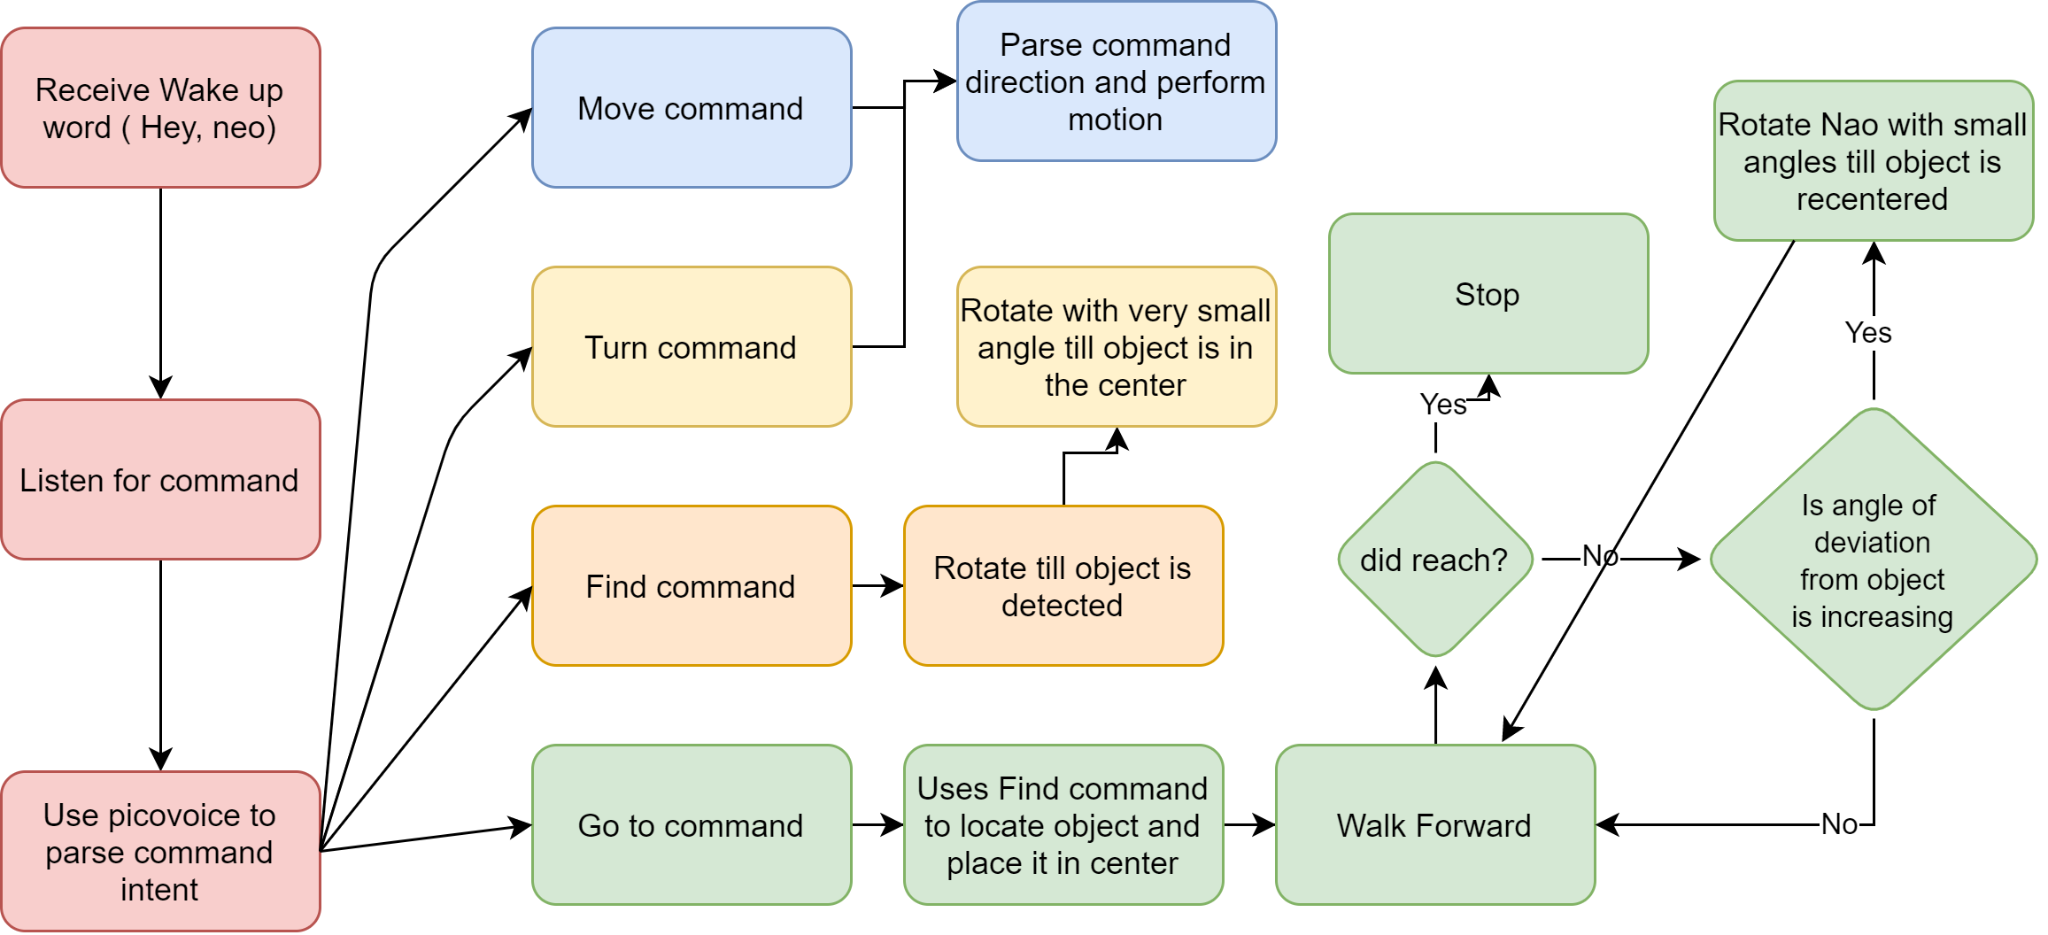 Receive Wake up
word ( Hey, neo)
Listen for command
Use picovoice to
parse command
intent
Move command
Parse command
direction and perform
motion
Turn command
Rotate with very small
angle till object is in
the center
Find command
Rotate till object is
detected
Go to command
Uses Find command
to locate object and
place it in center
Walk Forward
did reach?
Yes
Stop
No
Is angle of
deviation
from object
is increasing
Yes
Rotate Nao with small
angles till object is
recentered
No